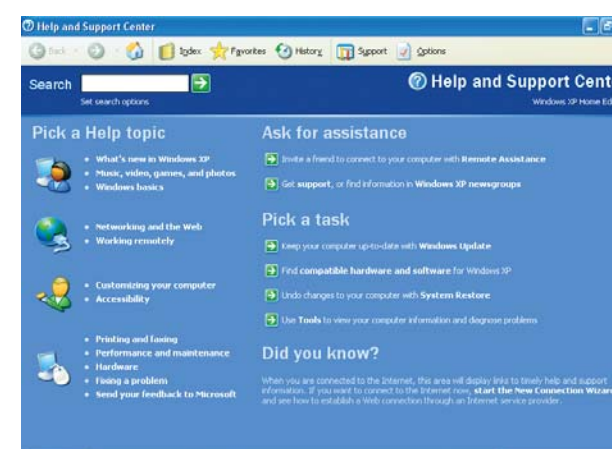 Help and Support Center
Back Index Favorites History Support Options
Search
Set search options
Help and Support Cent
Windows XP Home Ed
Pick a Help topic
What's new in Windows XP
Music, video, games, and photos
Windows basics
Networking and the Web
Working remotely
Customizing your computer
Accessibility
Printing and faxing
Performance and maintenance
Hardware
Fixing a problem
Send your feedback to Microsoft
Ask for assistance
Invite a friend to connect to your computer with Remote Assistance
Get support, or find information in Windows XP newsgroups
Pick a task
Keep your computer up-to-date with Windows Update
Find compatible hardware and software for Windows XP
Undo changes to your computer with System Restore
Use Tools to view your computer information and diagnose problems
Did you know?
When you are connected to the Internet, this area will display links to timely help and support
information. If you want to connect to the Internet now, start the New Connection Wizard
and see how to establish a Web connection through an Internet service provider.